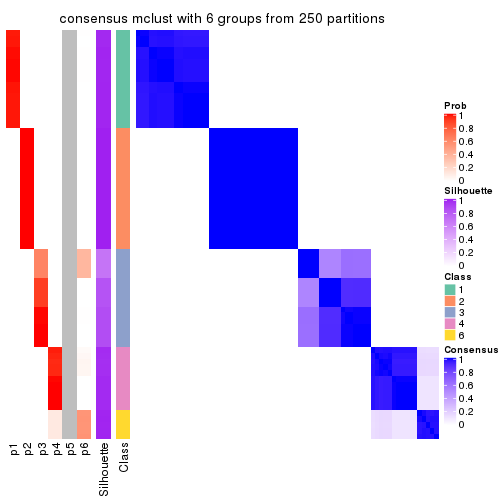 consensus mclust with 6 groups from 250 partitions
Prob
1
0.8
0.6
0.4
0.2
0
Silhouette
1
0.8
0.6
0.4
0.2
0
Class
1
2
3
4
6
Consensus
1
0.8
0.6
0.4
0.2
0
p1
p2
p3
p4
p5
p6
Silhouette
Class